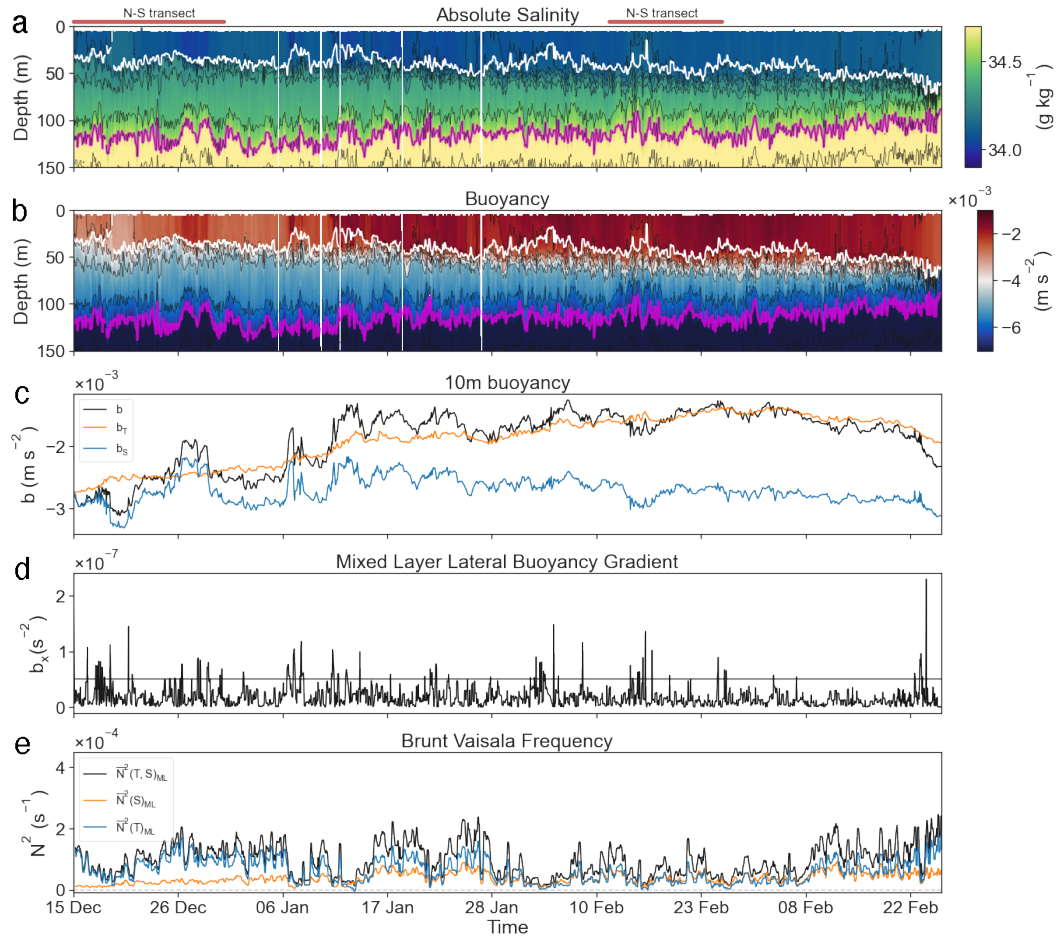 a
N-S transect
Absolute Salinity
N-S transect
0
50
100
150
Depth (m)
34.5
34.0
(g kg⁻¹)
b
Buoyancy
×10⁻³
0
50
100
150
Depth (m)
−2
−4
−6
(m s⁻²)
c
×10⁻³
10m buoyancy
b
b_T
b_S
−2
−3
b (m s⁻²)
d
×10⁻⁷
Mixed Layer Lateral Buoyancy Gradient
2
1
0
b_x(s⁻²)
e
×10⁻⁴
Brunt Vaisala Frequency
N̅²(T, S)_ML
N̅²(S)_ML
N̅²(T)_ML
4
2
0
N² (s⁻¹)
15 Dec 26 Dec 06 Jan 17 Jan 28 Jan 10 Feb 23 Feb 08 Feb 22 Feb
Time